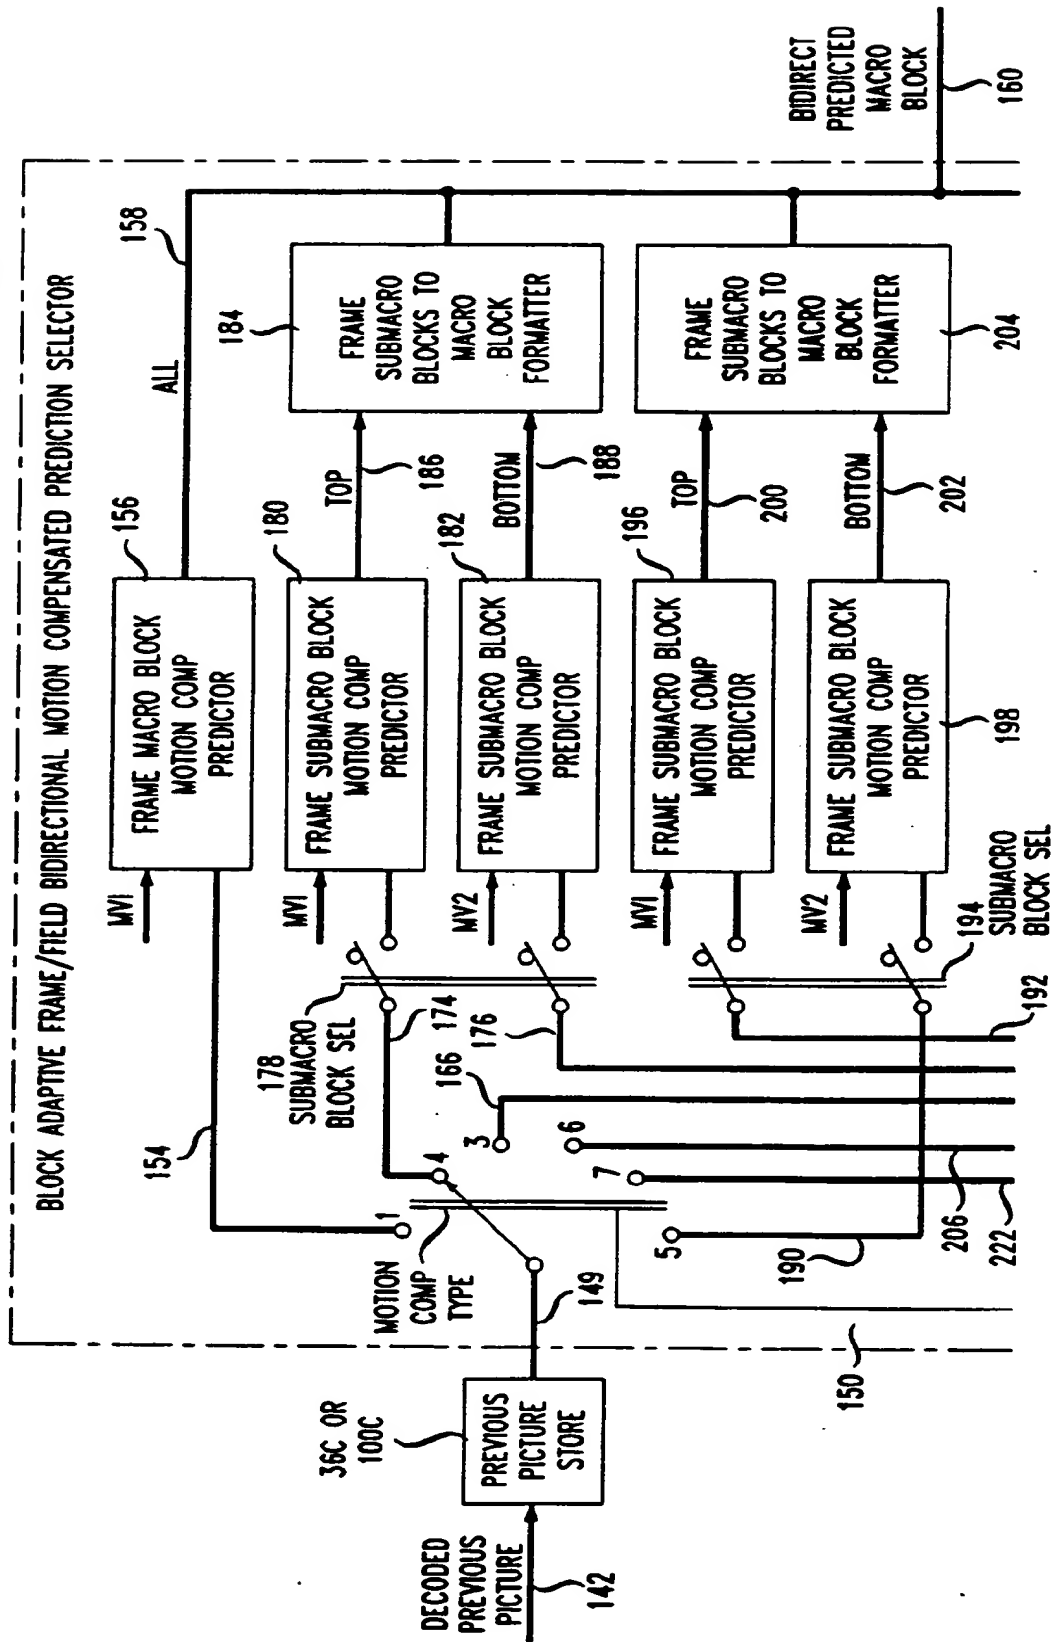 BLOCK ADAPTIVE FRAME/FIELD BIDIRECTIONAL MOTION COMPENSATED PREDICTION SELECTOR
DECODED
PREVIOUS
PICTURE
142
36C OR
100C
PREVIOUS
PICTURE
STORE
149
150
MOTION
COMP
TYPE
1
4
3
6
7
5
154
166
174
176
178
SUBMACRO
BLOCK SEL
190
206
222
192
194
SUBMACRO
BLOCK SEL
MV1
FRAME MACRO BLOCK
MOTION COMP
PREDICTOR
156
ALL
158
MV1
FRAME SUBMACRO BLOCK
MOTION COMP
PREDICTOR
180
TOP
186
MV2
FRAME SUBMACRO BLOCK
MOTION COMP
PREDICTOR
182
BOTTOM
188
184
FRAME
SUBMACRO
BLOCKS TO
MACRO
BLOCK
FORMATTER
MV1
FRAME SUBMACRO BLOCK
MOTION COMP
PREDICTOR
196
TOP
200
MV2
FRAME SUBMACRO BLOCK
MOTION COMP
PREDICTOR
198
BOTTOM
202
FRAME
SUBMACRO
BLOCKS TO
MACRO
BLOCK
FORMATTER
204
BIDIRECT
PREDICTED
MACRO
BLOCK
160